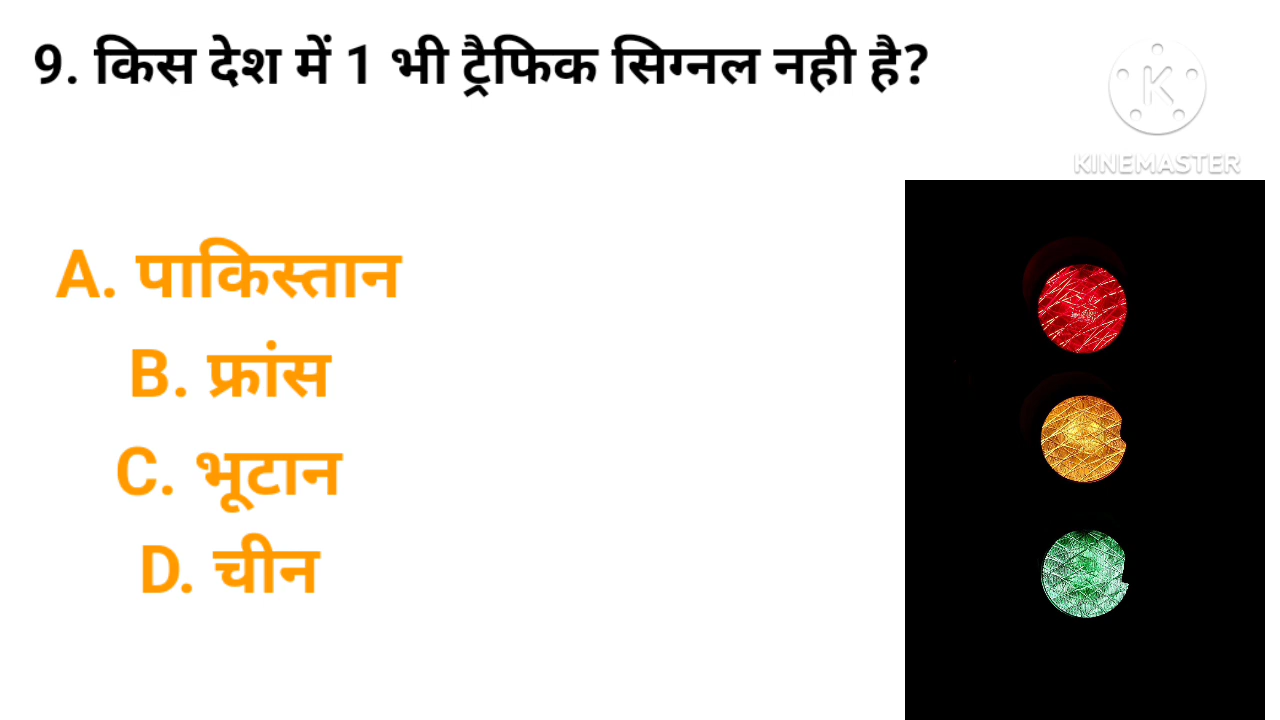 9. किस देश में 1 भी ट्रैफिक सिग्नल नही है?
K
KINEMASTER
A. पाकिस्तान
B. फ्रांस
C. भूटान
D. चीन